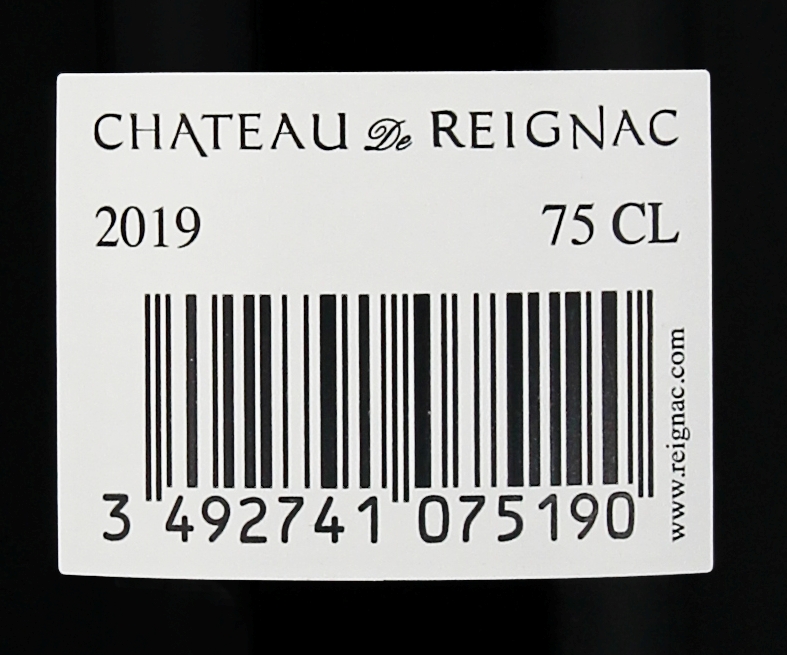 CHATEAU De REIGNAC
2019 75 CL
3 492741 075190
www.reignac.com